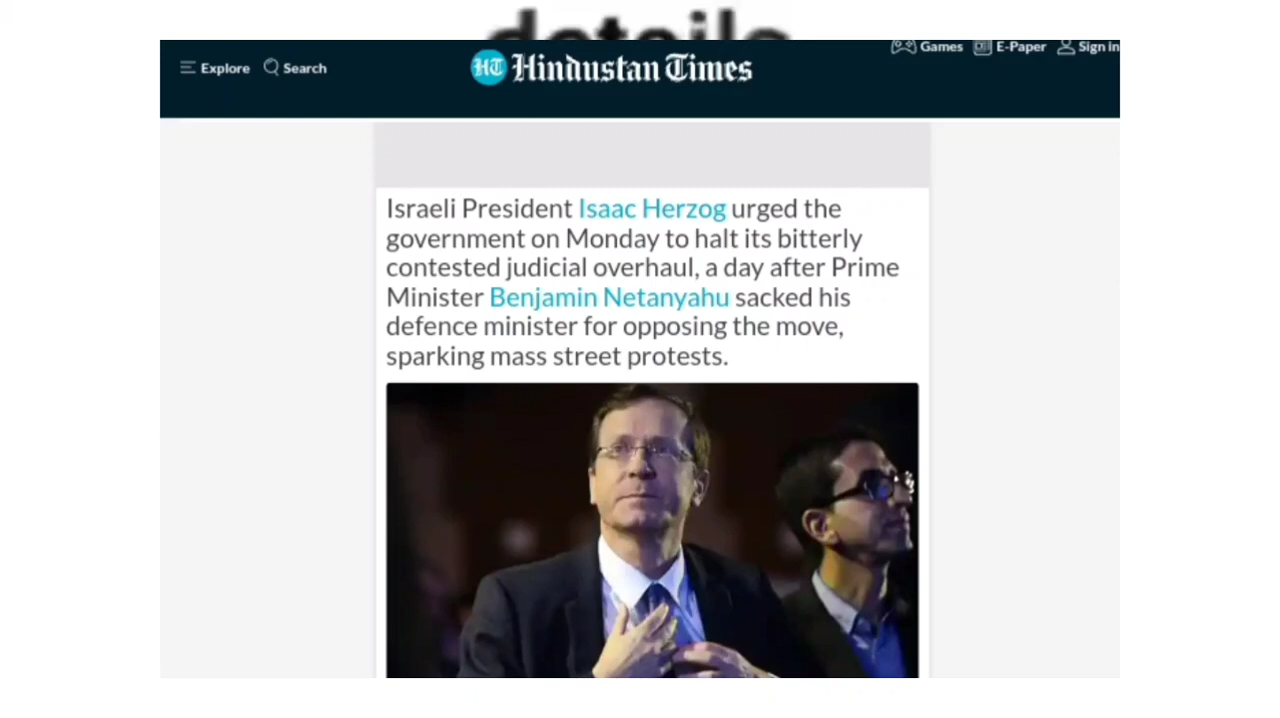 details
Explore
Search
HT Hindustan Times
Games
E-Paper
Sign in
Israeli President Isaac Herzog urged the
government on Monday to halt its bitterly
contested judicial overhaul, a day after Prime
Minister Benjamin Netanyahu sacked his
defence minister for opposing the move,
sparking mass street protests.